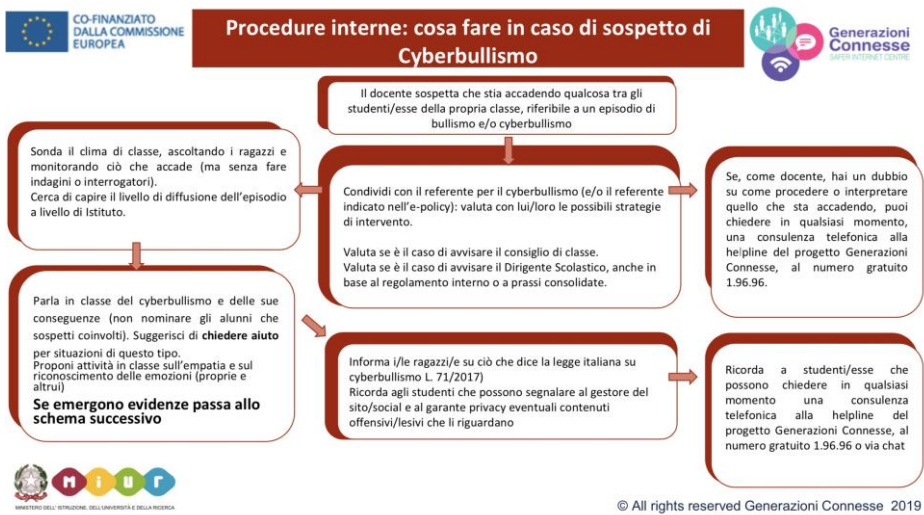 CO-FINANZIATO
DALLA COMMISSIONE
EUROPEA
Procedure interne: cosa fare in caso di sospetto di
Cyberbullismo
Generazioni
Connesse
SAFER INTERNET CENTRE
Il docente sospetta che stia accadendo qualcosa tra gli
studenti/esse della propria classe, riferibile a un episodio di
bullismo e/o cyberbullismo
Sonda il clima di classe, ascoltando i ragazzi e
monitorando ciò che accade (ma senza fare
indagini o interrogatori).
Cerca di capire il livello di diffusione dell'episodio
a livello di Istituto.
Condividi con il referente per il cyberbullismo (e/o il referente
indicato nell'e-policy): valuta con lui/loro le possibili strategie
di intervento.
Valuta se è il caso di avvisare il consiglio di classe.
Valuta se è il caso di avvisare il Dirigente Scolastico, anche in
base al regolamento interno o a prassi consolidate.
Se, come docente, hai un dubbio
su come procedere o interpretare
quello che sta accadendo, puoi
chiedere in qualsiasi momento,
una consulenza telefonica alla
helpline del progetto Generazioni
Connesse, al numero gratuito
1.96.96.
Parla in classe del cyberbullismo e delle sue
conseguenze (non nominare gli alunni che
sospetti coinvolti). Suggerisci di chiedere aiuto
per situazioni di questo tipo.
Proponi attività in classe sull'empatia e sul
riconoscimento delle emozioni (proprie e
altrui)
Se emergono evidenze passa allo
schema successivo
Informa i/le ragazzi/e su ciò che dice la legge italiana su
cyberbullismo L. 71/2017)
Ricorda agli studenti che possono segnalare al gestore del
sito/social e al garante privacy eventuali contenuti
offensivi/lesivi che li riguardano
Ricorda a studenti/esse che
possono chiedere in qualsiasi
momento una consulenza
telefonica alla helpline del
progetto Generazioni Connesse, al
numero gratuito 1.96.96 o via chat
MIUR
MINISTERO DELL' ISTRUZIONE, DELL'UNIVERSITÀ E DELLA RICERCA
© All rights reserved Generazioni Connesse 2019